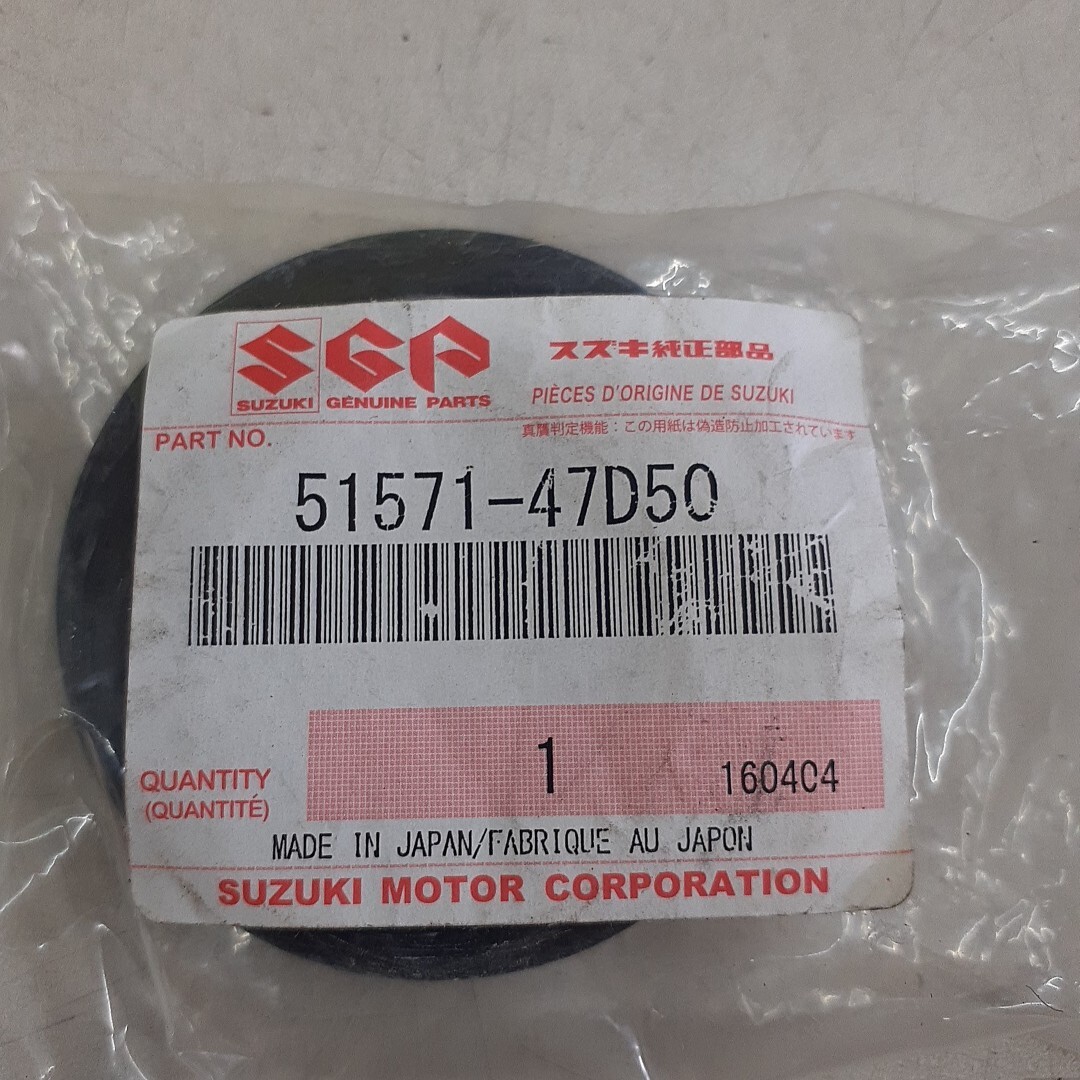 SGP スズキ純正部品
SUZUKI GENUINE PARTS PIÈCES D'ORIGINE DE SUZUKI
PART NO. 真贋判定機能：この用紙は偽造防止加工されています
51571-47D50
QUANTITY 1 160404
(QUANTITÉ)
MADE IN JAPAN/FABRIQUE AU JAPON
SUZUKI MOTOR CORPORATION